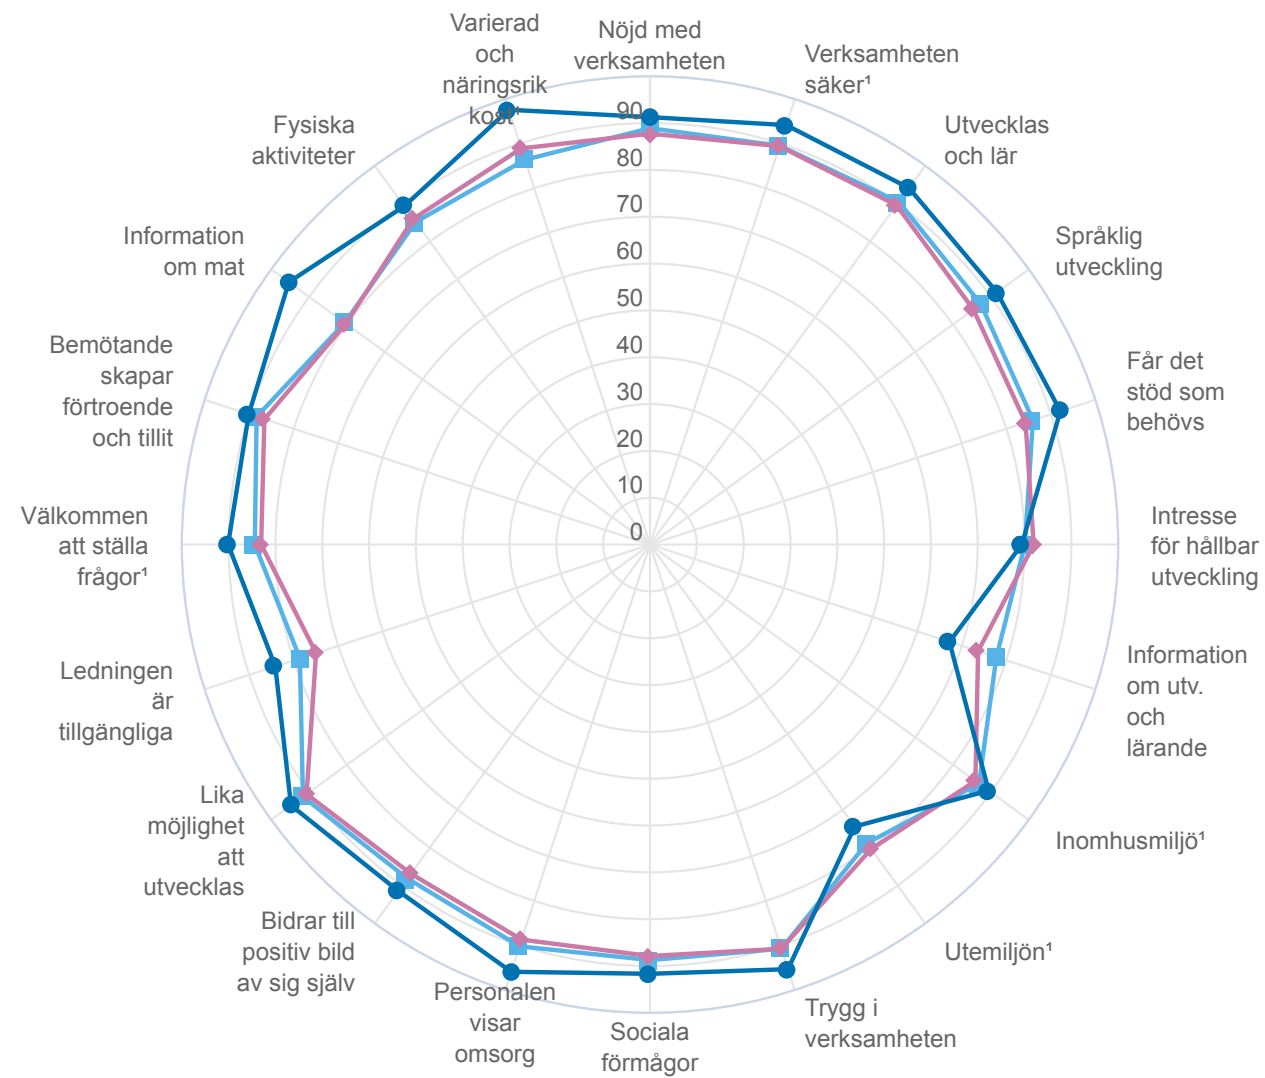 Nöjd med
verksamheten
Verksamheten
säker¹
Utvecklas
och lär
Språklig
utveckling
Får det
stöd som
behövs
Intresse
för hållbar
utveckling
Information
om utv.
och
lärande
Inomhusmiljö¹
Utemiljön¹
Trygg i
verksamheten
Sociala
förmågor
Personalen
visar
omsorg
Bidrar till
positiv bild
av sig själv
Lika
möjlighet
att
utvecklas
Ledningen
är
tillgängliga
Välkommen
att ställa
frågor¹
Bemötande
skapar
förtroende
och tillit
Information
om mat
Fysiska
aktiviteter
Varierad
och
näringsrik
kost¹
90
80
70
60
50
40
30
20
10
0